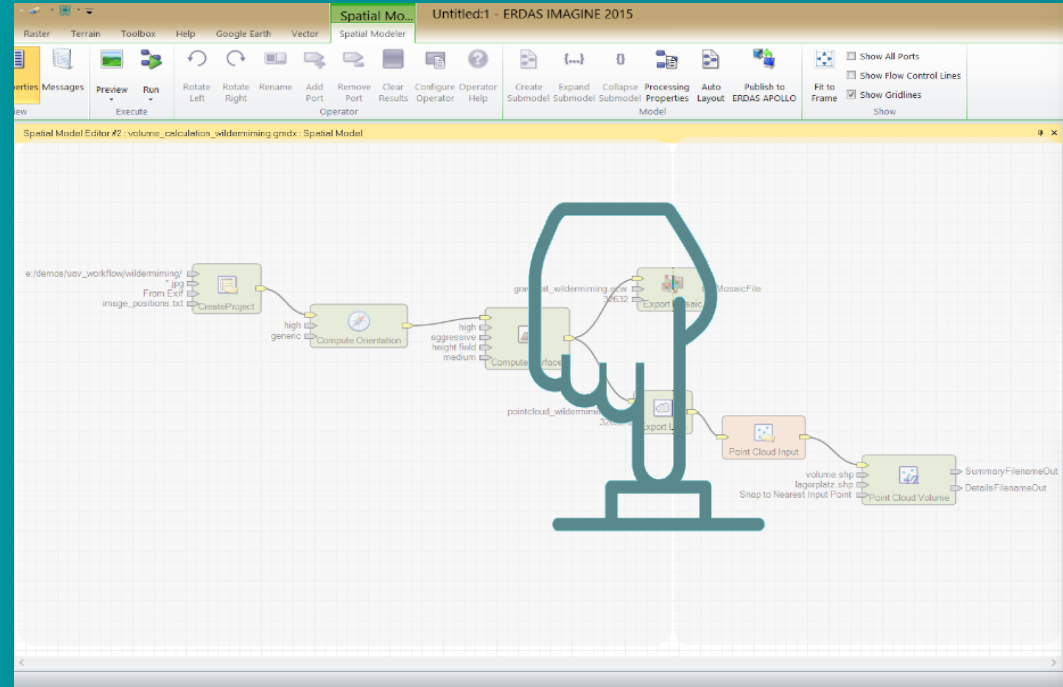 Spatial Mo... Untitled:1 - ERDAS IMAGINE 2015
Raster Terrain Toolbox Help Google Earth Vector Spatial Modeler
Messages Preview Run Rotate Left Rotate Right Rename Add Port Remove Port Clear Results Configure Operator Operator Help Create Submodel Expand Submodel Collapse Submodel Processing Properties Auto Layout Publish to ERDAS APOLLO Fit to Frame
Show All Ports
Show Flow Control Lines
Show Gridlines
Execute Operator Model Show
Spatial Model Editor #2 : volume_calculation_wildermiming.gmdx : Spatial Model
e:/demos/uav_workflow/wildermiming/
*.jpg
From Exif
image_positions.txt
CreateProject
high
generic
Compute Orientation
high
aggressive
height field
medium
32632
MosaicFile
Export
volume.shp
lagerplatz.shp
Snap to Nearest Input Point
Point Cloud Input
Point Cloud Volume
SummaryFilenameOut
DetailsFilenameOut